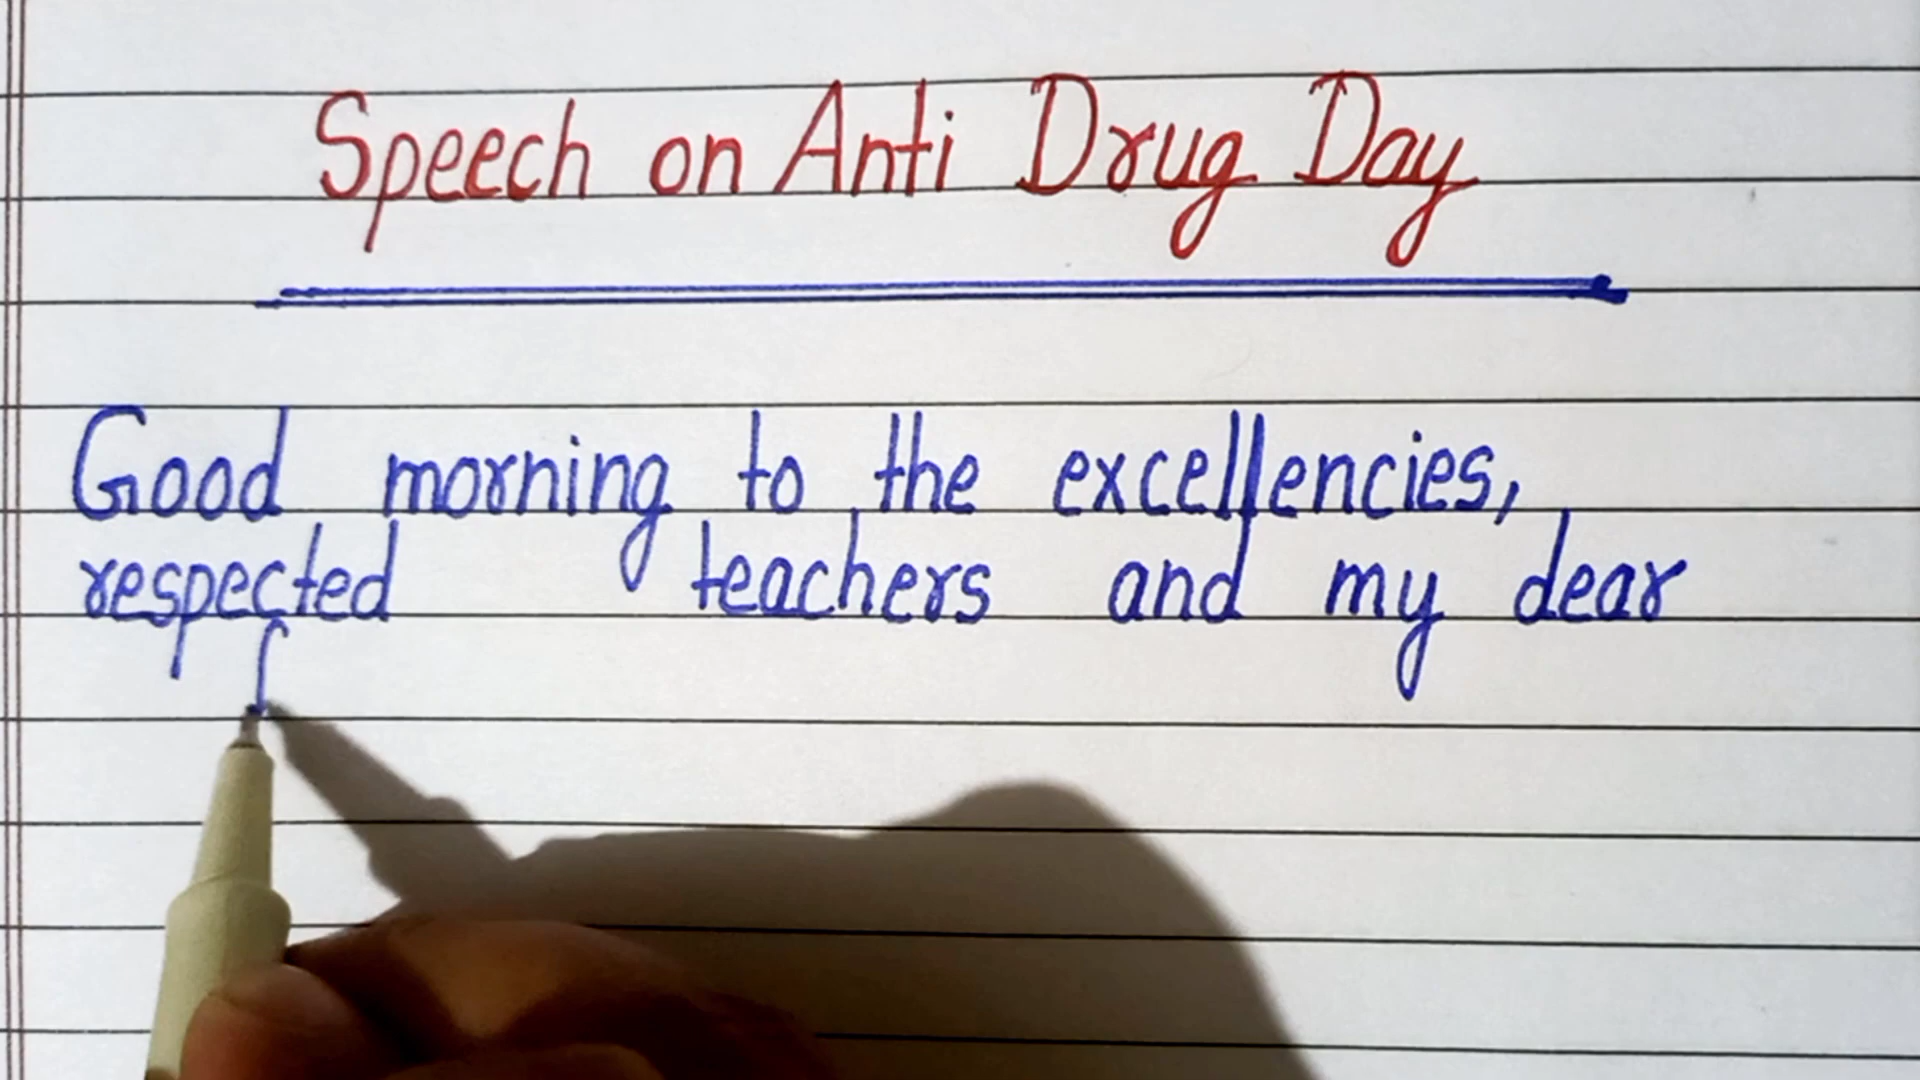 Speech on Anti Drug Day
Good morning to the excellencies,
respected teachers and my dear
f